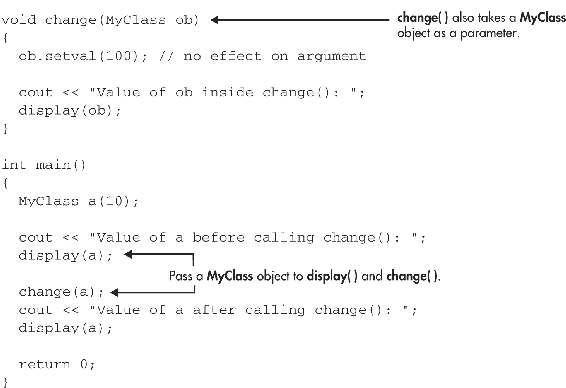 void change(MyClass ob)
change( ) also takes a MyClass
object as a parameter.
{
ob.setval(100); // no effect on argument
cout << "Value of ob inside change(): ";
display(ob);
}
int main()
{
MyClass a(10);
cout << "Value of a before calling change(): ";
display(a);
Pass a MyClass object to display( ) and change( ).
change(a);
cout << "Value of a after calling change(): ";
display(a);
return 0;
}